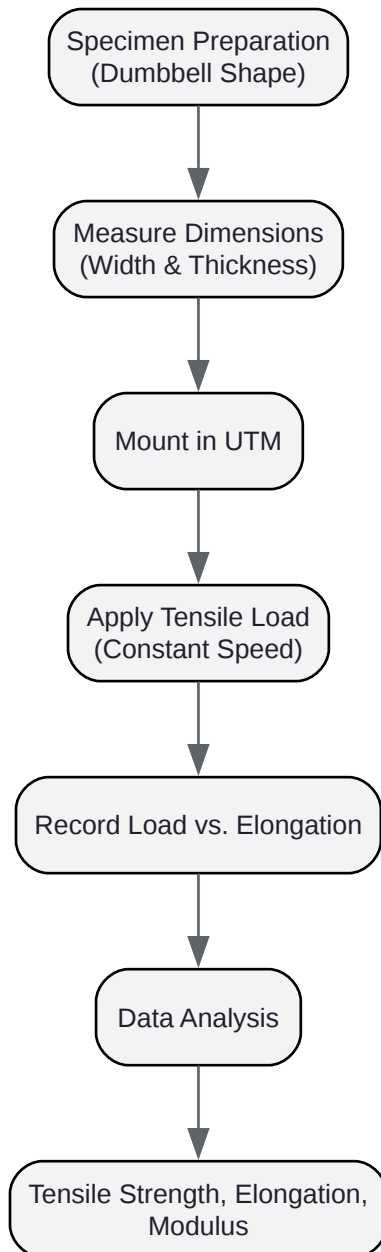 Specimen Preparation
(Dumbbell Shape)
Measure Dimensions
(Width & Thickness)
Mount in UTM
Apply Tensile Load
(Constant Speed)
Record Load vs. Elongation
Data Analysis
Tensile Strength, Elongation,
Modulus